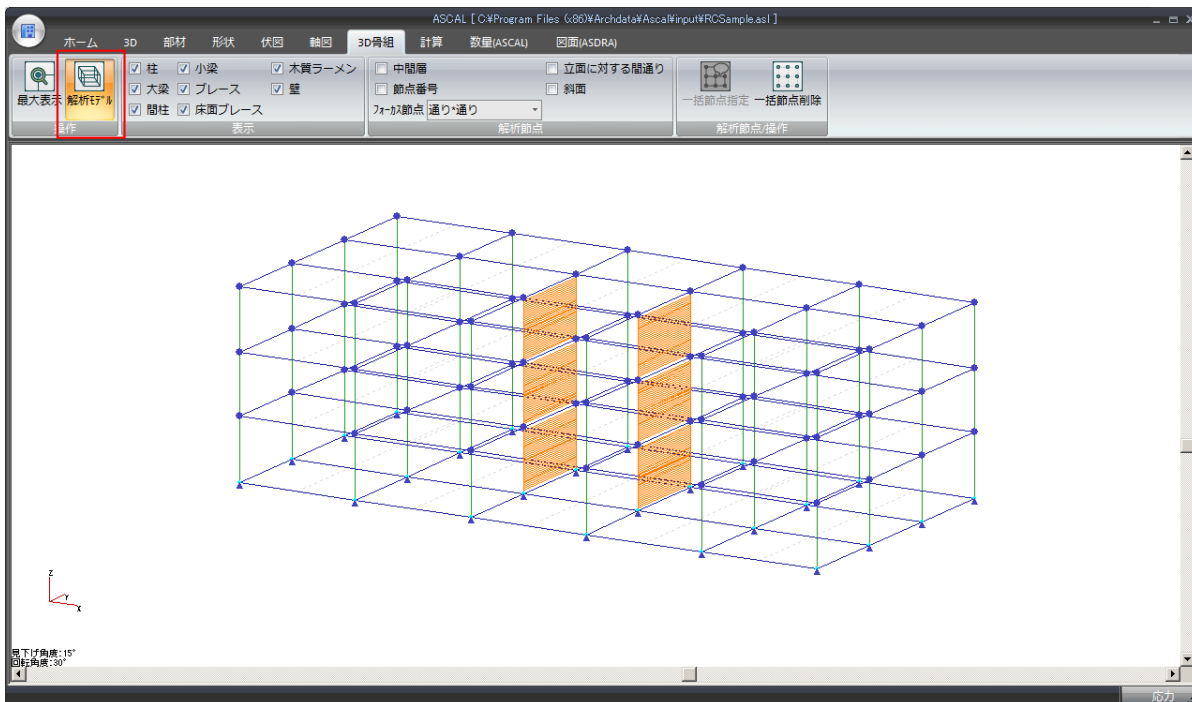 ASCAL [ C:¥Program Files (x86)¥Archdata¥Ascal¥input¥RCSample.asl ]
ホーム 3D 部材 形状 伏図 軸図 3D骨組 計算 数量(ASCAL) 図面(ASDRA)
柱 小梁 木質ラーメン 中間層 立面に対する間通り
大梁 ブレース 壁 節点番号 斜面
最大表示 解析ﾓﾃﾞﾙ 一括節点指定 一括節点削除
間柱 床面ブレース ﾌｫｰｶｽ節点 通り*通り
操作 表示 解析節点 解析節点/操作
Z
Y
X
見下げ角度:15°
回転角度:30°
応力